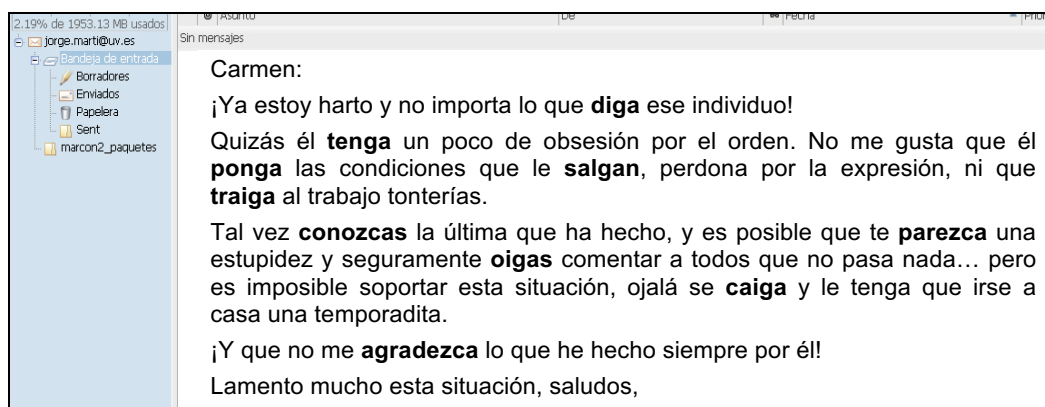 Asunto De Fecha
2.19% de 1953.13 MB usados
jorge.marti@uv.es
Sin mensajes
Bandeja de entrada
Borradores
Enviados
Papelera
Sent
marcon2_paquetes
Carmen:
¡Ya estoy harto y no importa lo que diga ese individuo!
Quizás él tenga un poco de obsesión por el orden. No me gusta que él
ponga las condiciones que le salgan, perdona por la expresión, ni que
traiga al trabajo tonterías.
Tal vez conozcas la última que ha hecho, y es posible que te parezca una
estupidez y seguramente oigas comentar a todos que no pasa nada… pero
es imposible soportar esta situación, ojalá se caiga y le tenga que irse a
casa una temporadita.
¡Y que no me agradezca lo que he hecho siempre por él!
Lamento mucho esta situación, saludos,